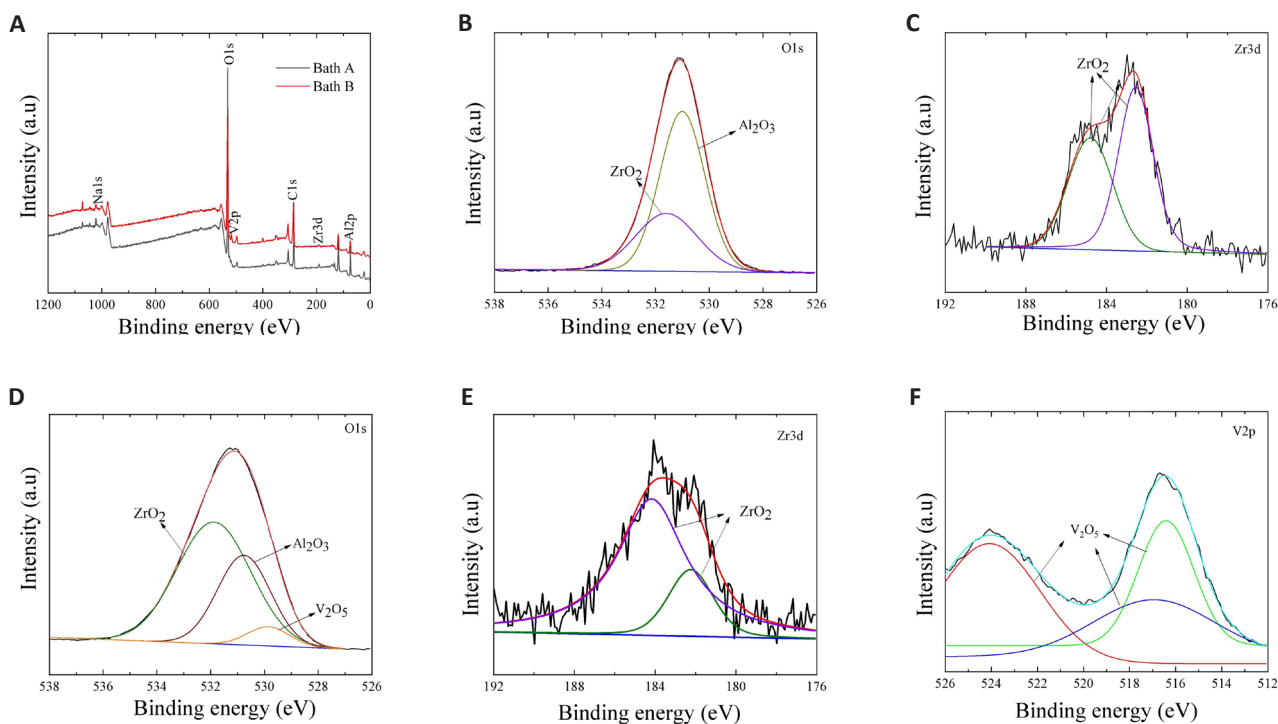 A
Intensity (a.u)
O1s
Bath A
Bath B
Na1s
V2p
C1s
Zr3d
Al2p
1200 1000 800 600 400 200 0
Binding energy (eV)
B
Intensity (a.u)
O1s
Al₂O₃
ZrO₂
538 536 534 532 530 528 526
Binding energy (eV)
C
Intensity (a.u)
Zr3d
ZrO₂
192 188 184 180 176
Binding energy (eV)
D
Intensity (a.u)
O1s
ZrO₂
Al₂O₃
V₂O₅
538 536 534 532 530 528 526
Binding energy (eV)
E
Intensity (a.u)
Zr3d
ZrO₂
192 188 184 180 176
Binding energy (eV)
F
Intensity (a.u)
V2p
V₂O₅
526 524 522 520 518 516 514 512
Binding energy (eV)